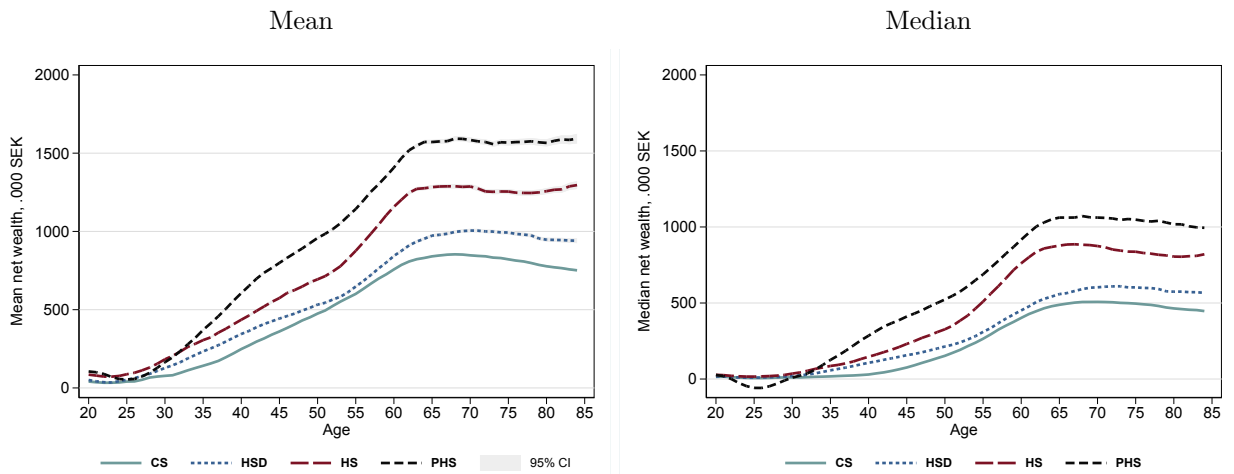 Mean
Median
Mean net wealth, .000 SEK
2000
1500
1000
500
0
20 25 30 35 40 45 50 55 60 65 70 75 80 85
Age
CS HSD HS PHS 95% CI
Median net wealth, .000 SEK
2000
1500
1000
500
0
20 25 30 35 40 45 50 55 60 65 70 75 80 85
Age
CS HSD HS PHS